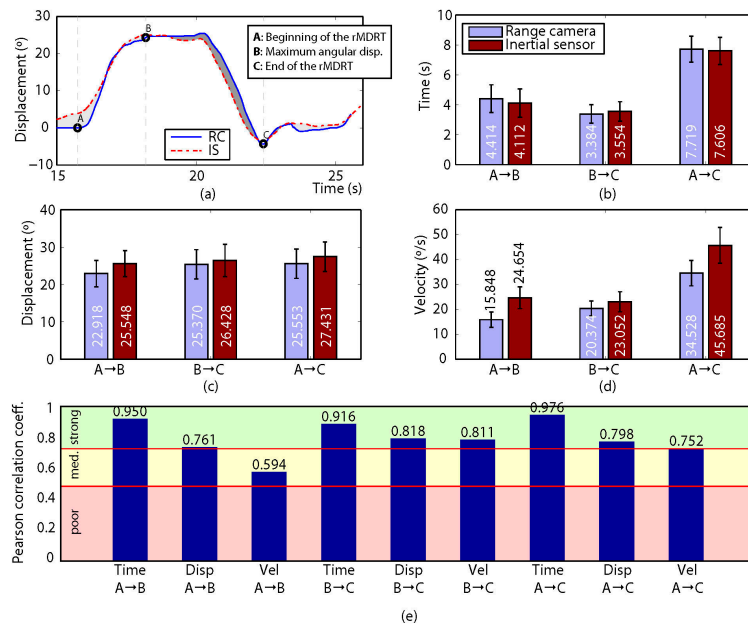 30
20
10
0
−10
Displacement (º)
A
B
C
A: Beginning of the rMDRT
B: Maximum angular disp.
C: End of the rMDRT
RC
IS
15
20
25
Time (s)
(a)
10
8
6
4
2
0
Time (s)
Range camera
Inertial sensor
4.414
4.112
3.384
3.554
7.719
7.606
A→B
B→C
A→C
(b)
40
30
20
10
0
Displacement (º)
22.918
25.548
25.370
26.428
25.553
27.431
A→B
B→C
A→C
(c)
60
50
40
30
20
10
0
Velocity (º/s)
15.848
24.654
20.374
23.052
34.528
45.685
A→B
B→C
A→C
(d)
Pearson correlation coeff.
1
0.8
0.6
0.4
0.2
0
strong
med.
poor
0.950
0.761
0.594
0.916
0.818
0.811
0.976
0.798
0.752
Time Disp Vel Time Disp Vel Time Disp Vel
A→B A→B A→B B→C B→C B→C A→C A→C A→C
(e)